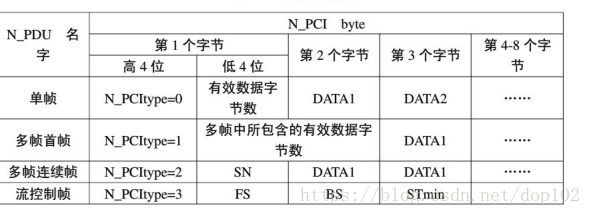 N_PDU 名字 N_PCI byte
第 1 个字节 第 2 个字节 第 3 个字节 第 4-8 个字节
高 4 位 低 4 位
单帧 N_PCItype=0 有效数据字节数 DATA1 DATA2 ……
多帧首帧 N_PCItype=1 多帧中所包含的有效数据字节数 DATA1 ……
多帧连续帧 N_PCItype=2 SN DATA1 DATA1 ……
流控制帧 N_PCItype=3 FS BS STmin ……
https://blog.csdn.net/dop102